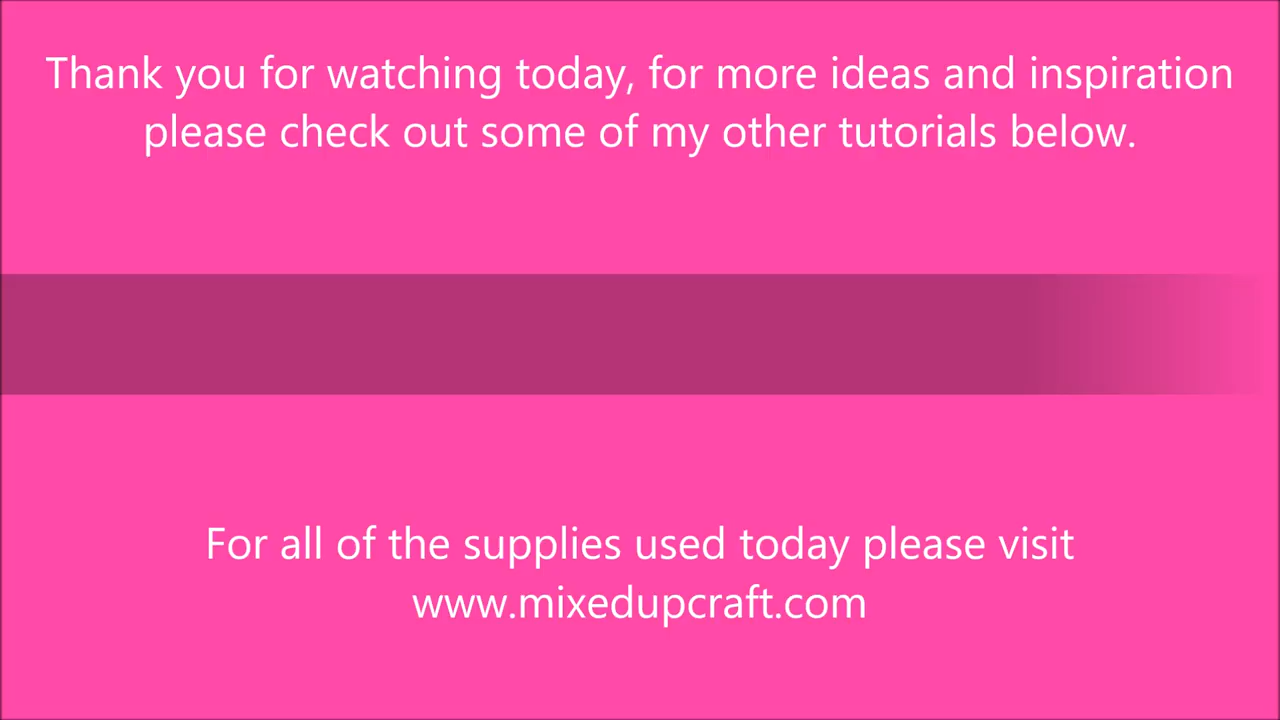 Thank you for watching today, for more ideas and inspiration
please check out some of my other tutorials below.
For all of the supplies used today please visit
www.mixedupcraft.com